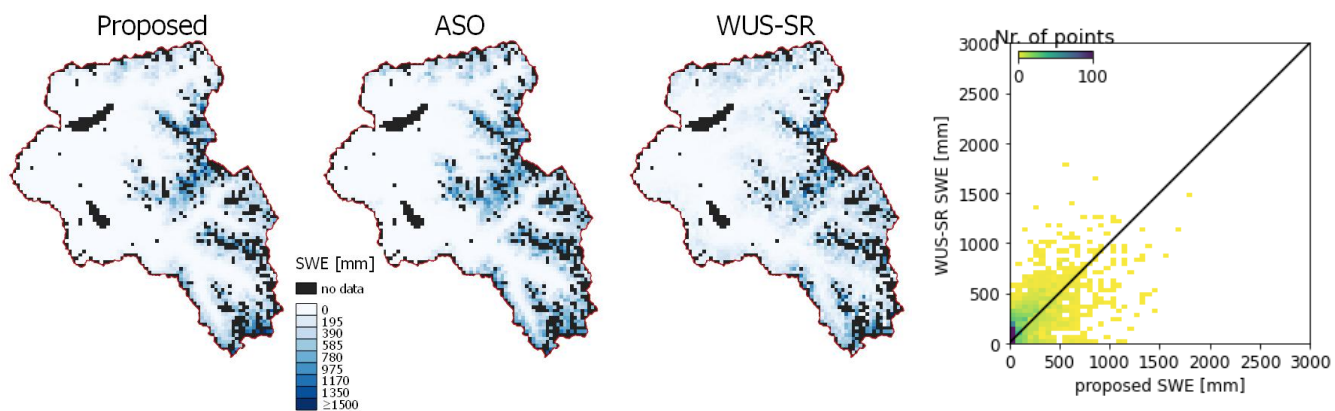 Proposed
ASO
WUS-SR
SWE [mm]
no data
0
195
390
585
780
975
1170
1350
≥1500
Nr. of points
0 100
3000
2500
2000
1500
1000
500
0
WUS-SR SWE [mm]
0 500 1000 1500 2000 2500 3000
proposed SWE [mm]